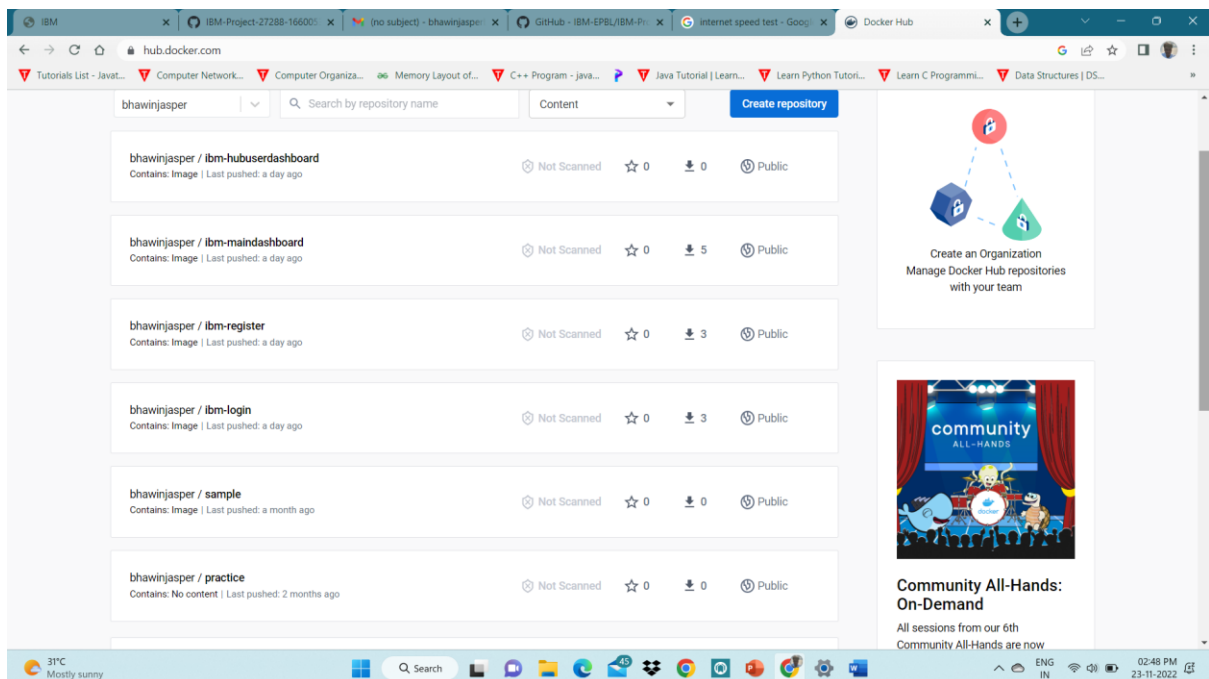 IBM
IBM-Project-27288-166005
(no subject) - bhawinjasper
GitHub - IBM-EPBL/IBM-Pro
internet speed test - Googl
Docker Hub
hub.docker.com
Tutorials List - Javat...
Computer Network...
Computer Organiza...
Memory Layout of...
C++ Program - java...
Java Tutorial | Learn...
Learn Python Tutori...
Learn C Programmi...
Data Structures | DS...
»
bhawinjasper
Search by repository name
Content
Create repository
bhawinjasper / ibm-hubuserdashboard
Contains: Image | Last pushed: a day ago
Not Scanned
0
0
Public
bhawinjasper / ibm-maindashboard
Contains: Image | Last pushed: a day ago
Not Scanned
0
5
Public
bhawinjasper / ibm-register
Contains: Image | Last pushed: a day ago
Not Scanned
0
3
Public
bhawinjasper / ibm-login
Contains: Image | Last pushed: a day ago
Not Scanned
0
3
Public
bhawinjasper / sample
Contains: Image | Last pushed: a month ago
Not Scanned
0
0
Public
bhawinjasper / practice
Contains: No content | Last pushed: 2 months ago
Not Scanned
0
0
Public
Create an Organization
Manage Docker Hub repositories
with your team
community
ALL-HANDS
docker
Community All-Hands:
On-Demand
All sessions from our 6th
Community All-Hands are now
31°C
Mostly sunny
Search
45
ENG
IN
02:48 PM
23-11-2022